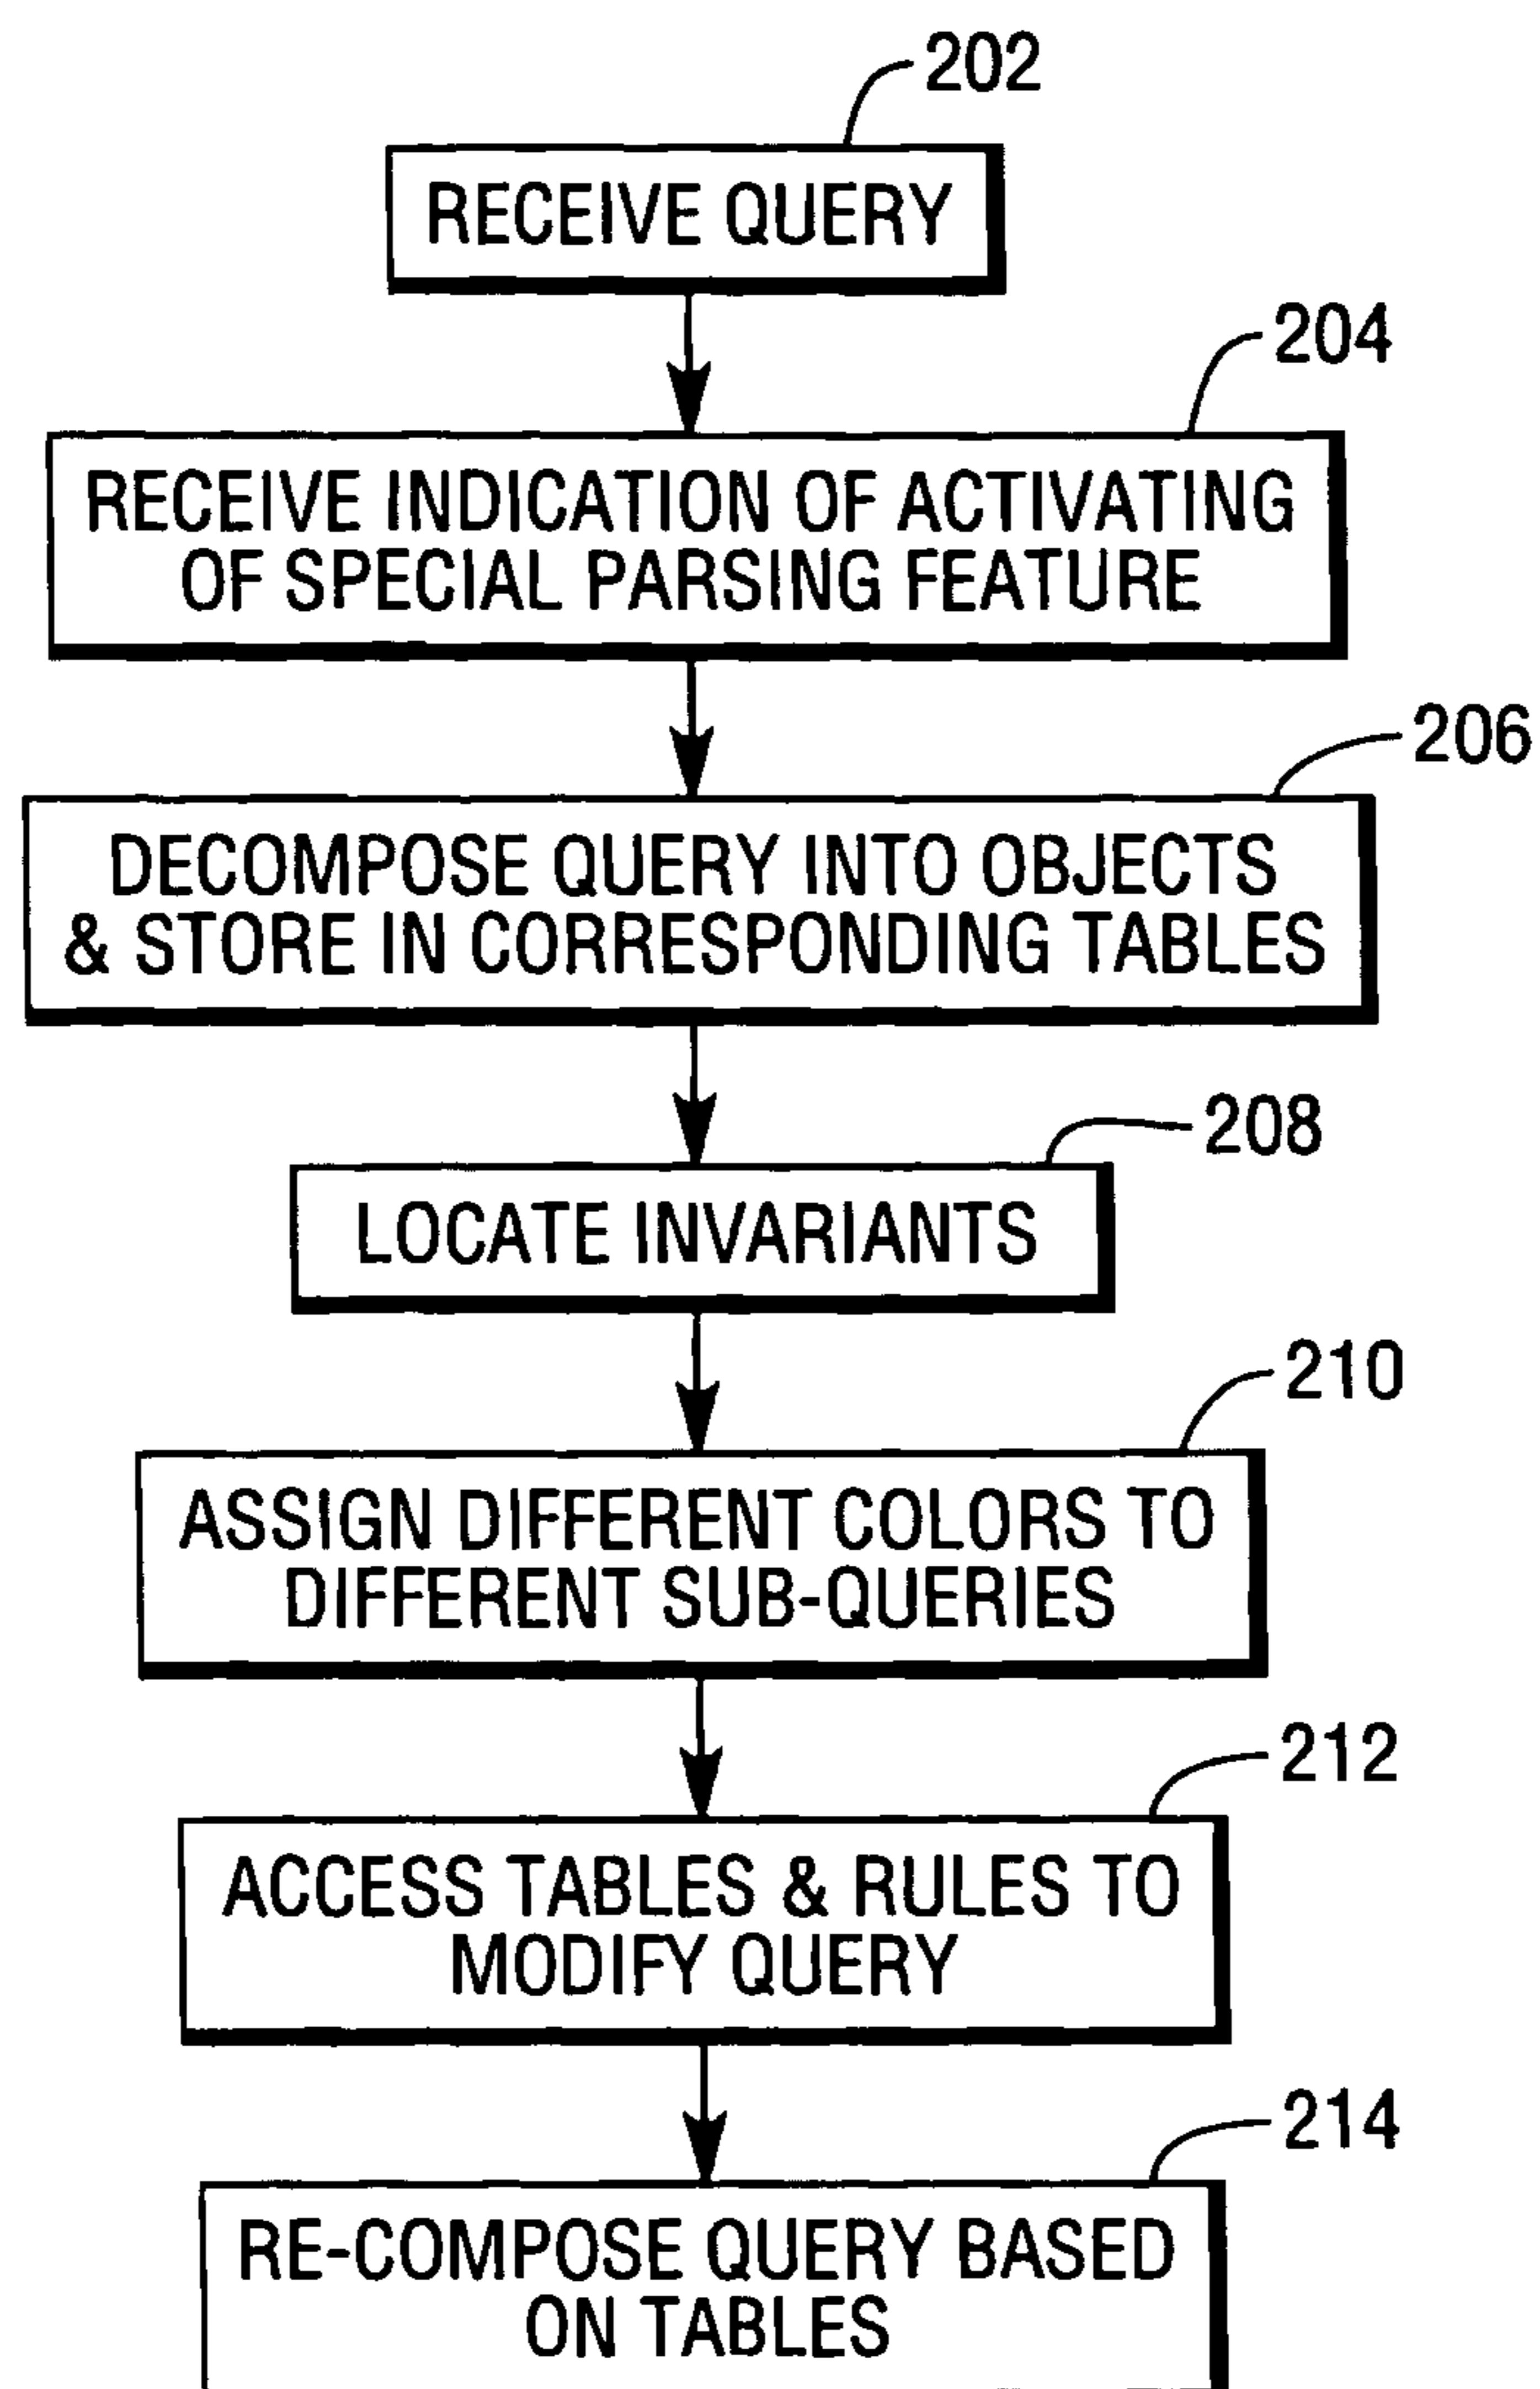 202
RECEIVE QUERY
204
RECEIVE INDICATION OF ACTIVATING
OF SPECIAL PARSING FEATURE
206
DECOMPOSE QUERY INTO OBJECTS
& STORE IN CORRESPONDING TABLES
208
LOCATE INVARIANTS
210
ASSIGN DIFFERENT COLORS TO
DIFFERENT SUB-QUERIES
212
ACCESS TABLES & RULES TO
MODIFY QUERY
214
RE-COMPOSE QUERY BASED
ON TABLES